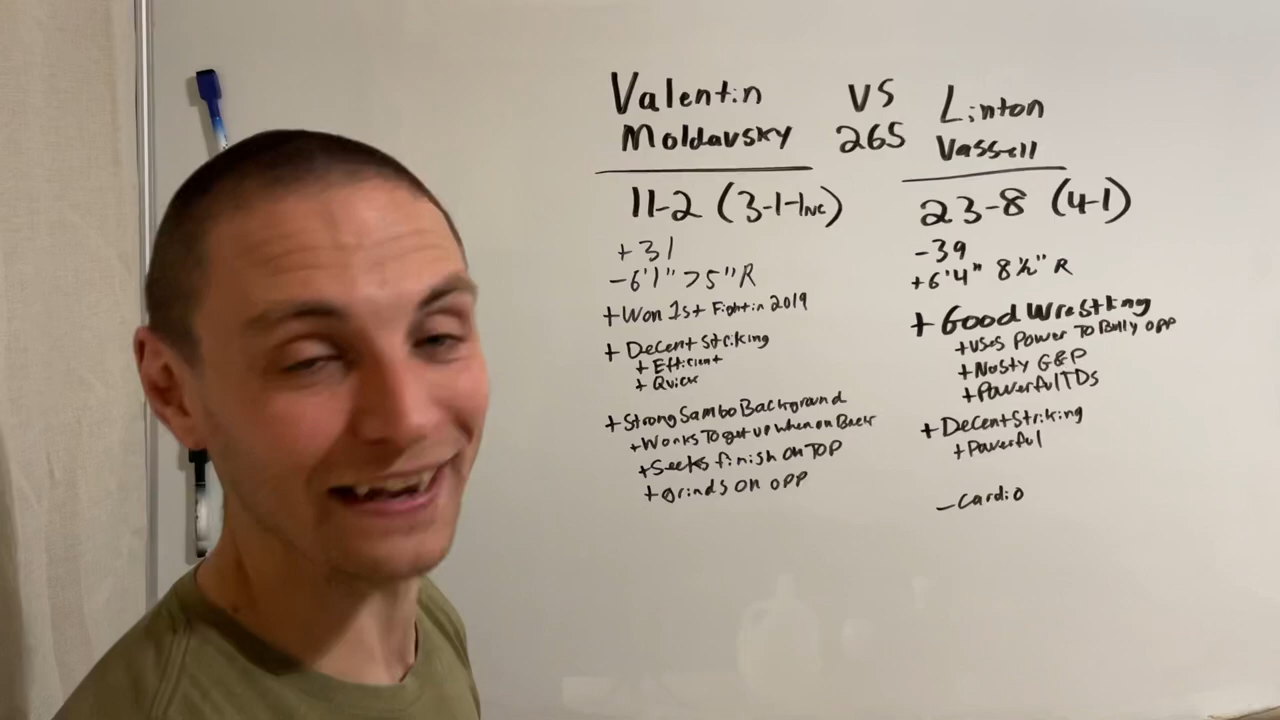 Valentin
Moldavsky
VS
265
Linton
Vassell
11-2 (3-1-1NC)
+31
-6'1" 75" R
+Won 1st Fight in 2019
+ Decent Striking
+ Efficient
+ Quick
+Strong Sambo Background
+Works To get up when on Back
+Seeks finish on TOP
+grinds on opp
23-8 (4-1)
-39
+6'4" 8½" R
+ Good Wrestling
+Uses Power To Bully opp
+Nasty G&P
+Powerful TDs
+Decent Striking
+Powerful
-Cardio